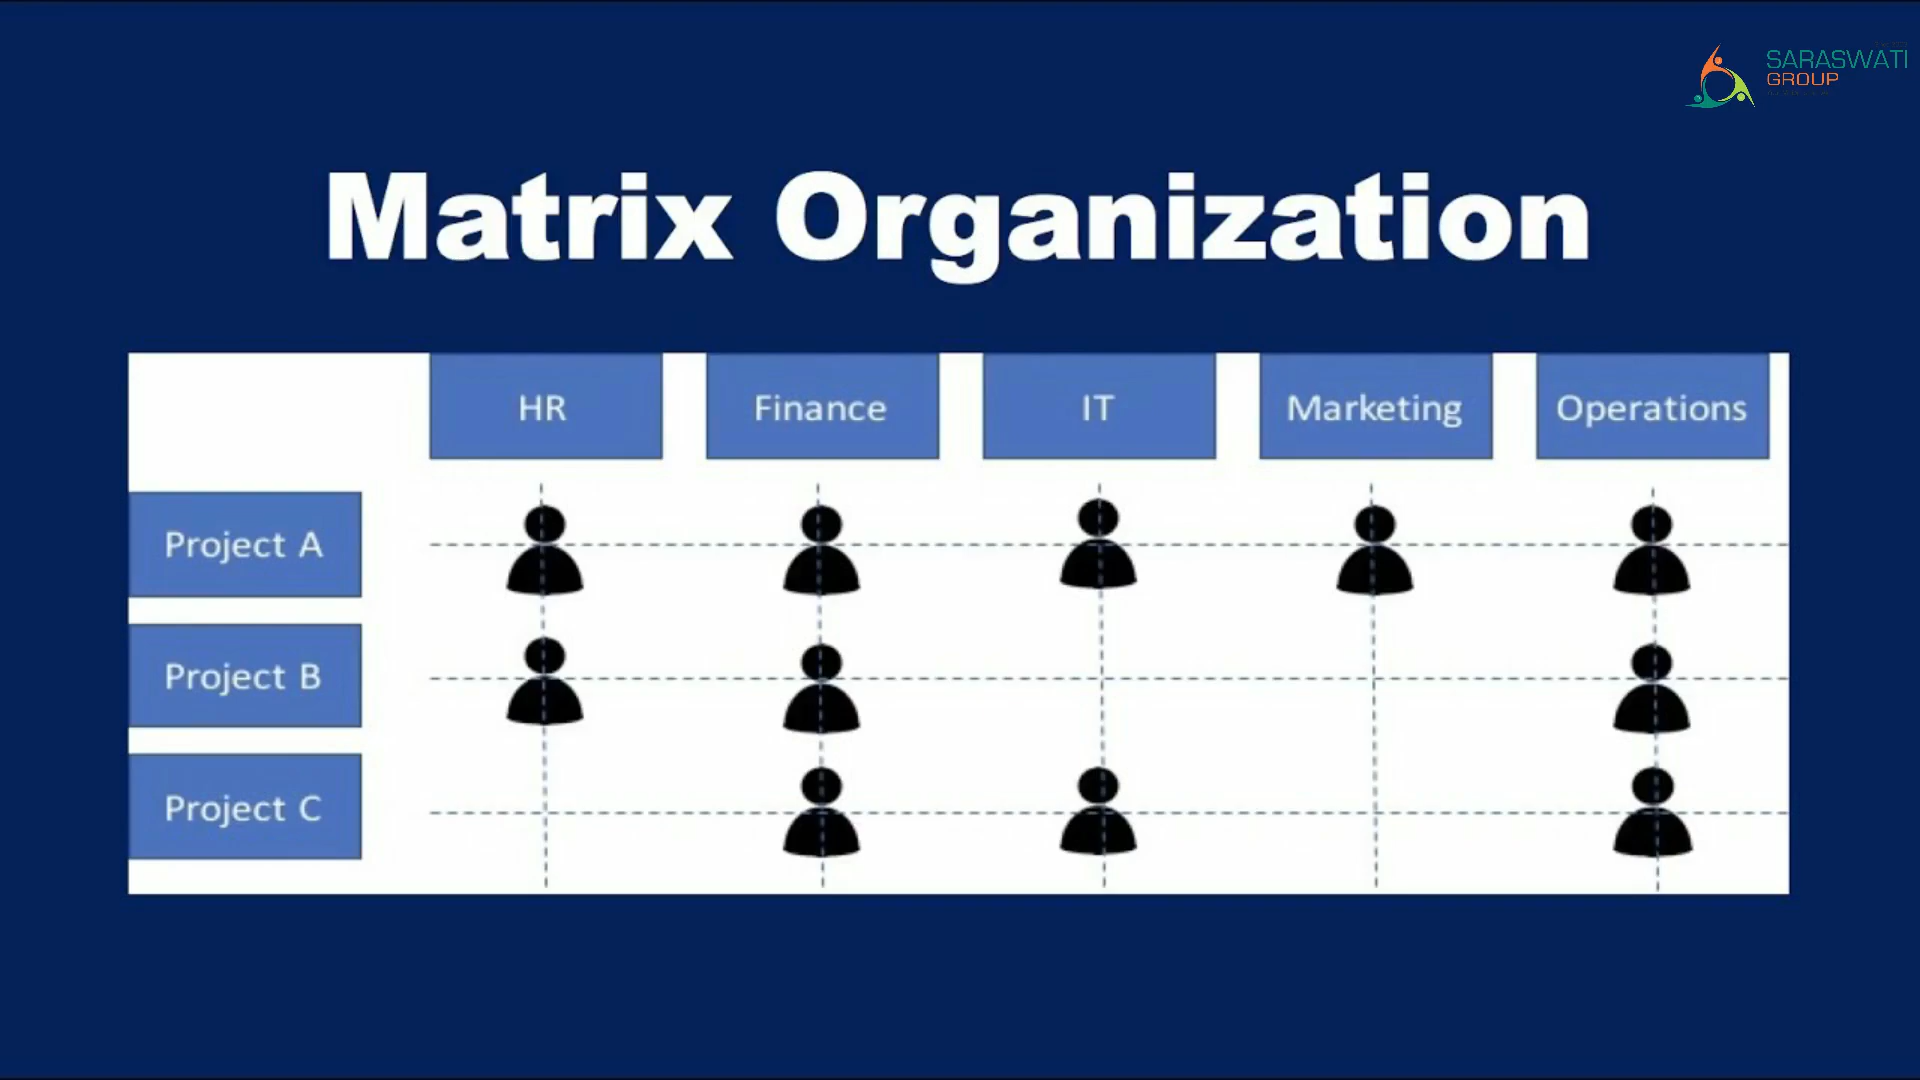 SARASWATI
GROUP
Matrix Organization
HR Finance IT Marketing Operations
Project A
Project B
Project C